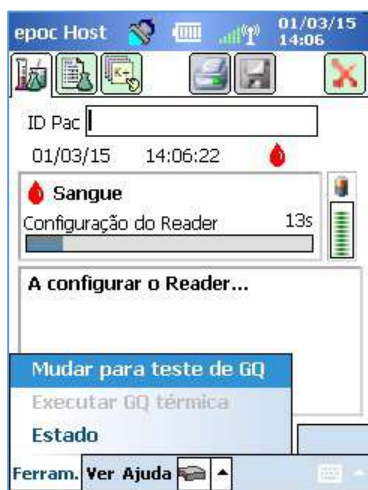 epoc Host 01/03/15
14:06
K+
ID Pac
01/03/15 14:06:22
Sangue
Configuração do Reader 13s
A configurar o Reader...
Mudar para teste de GQ
Executar GQ térmica
Estado
Ferram. Ver Ajuda